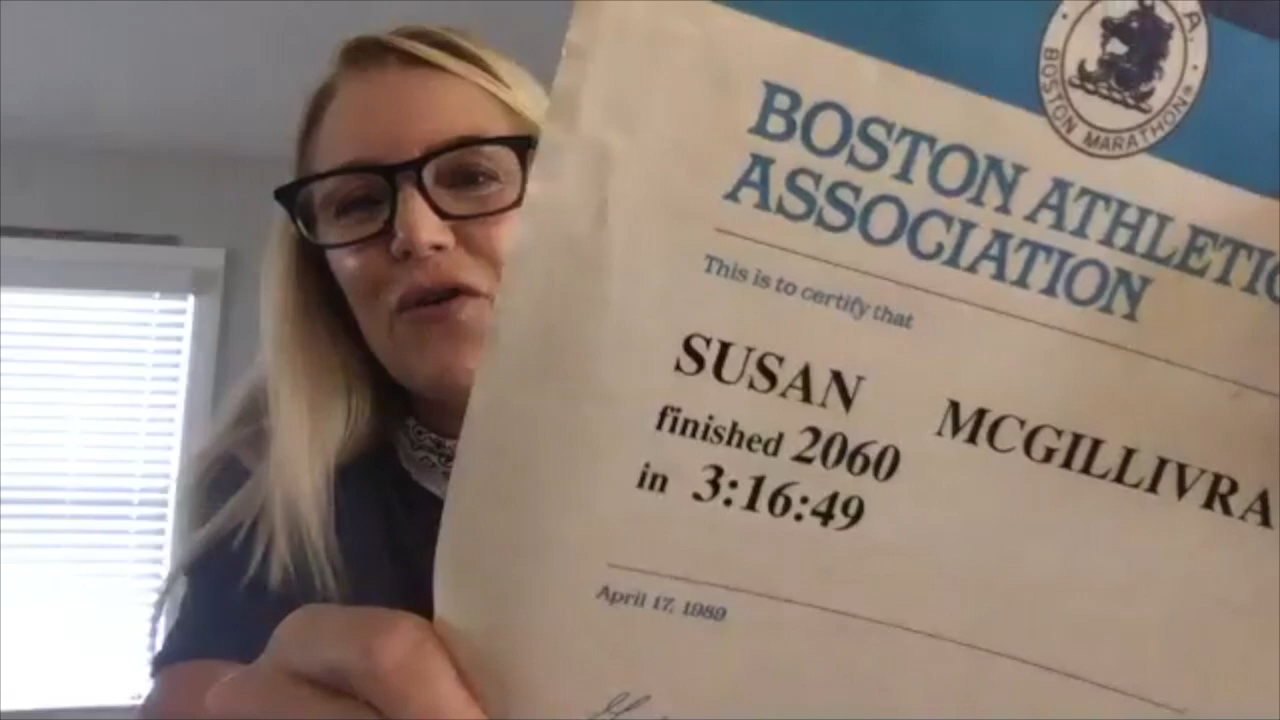 A.
BOSTON MARATHON
BOSTON ATHLETIC
ASSOCIATION
This is to certify that
SUSAN MCGILLIVRA
finished 2060
in 3:16:49
April 17, 1989